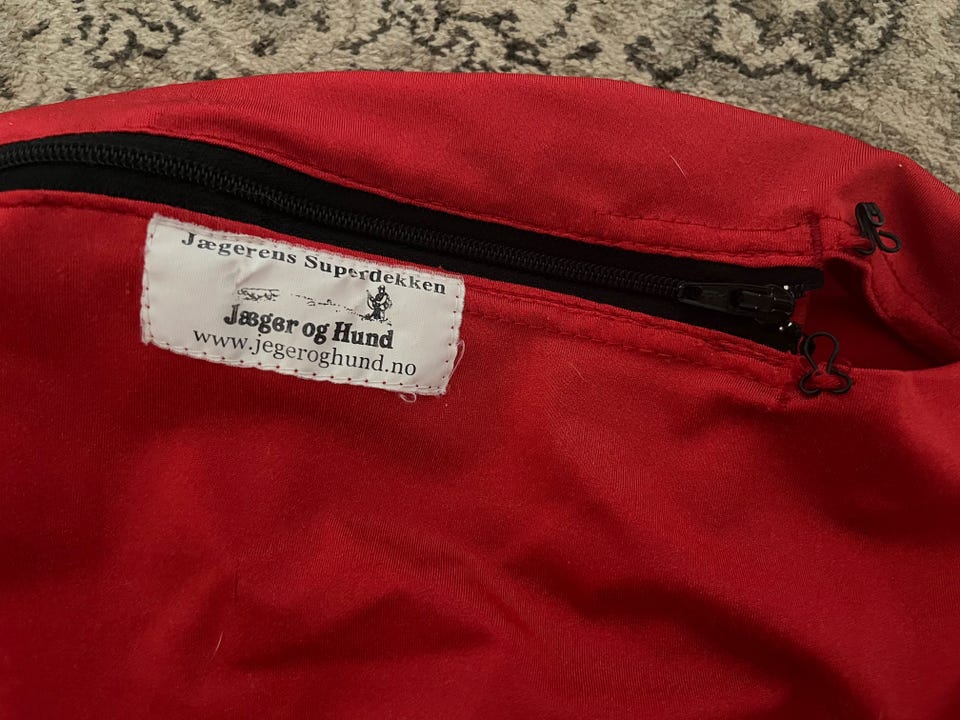 Jægerens Superdekken
Jæger og Hund
www.jegeroghund.no